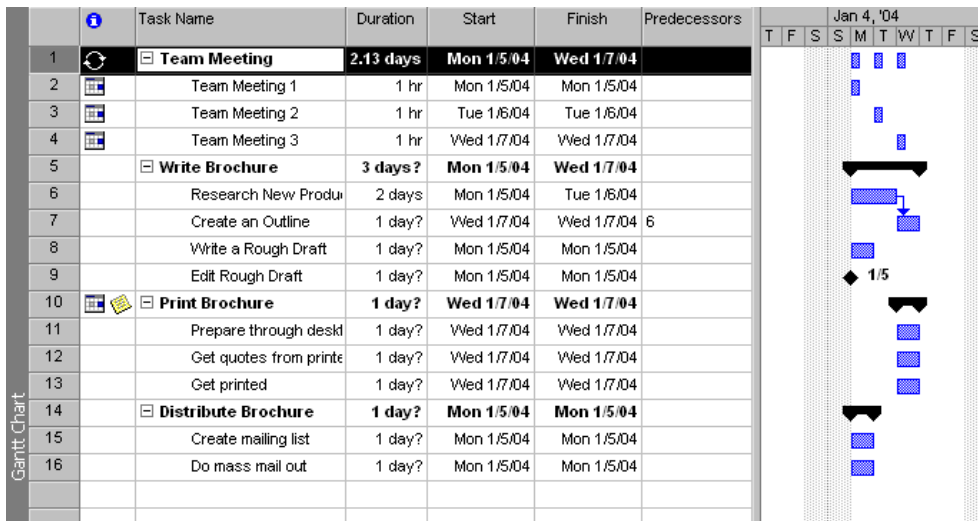 Task Name Duration Start Finish Predecessors Jan 4, '04
T F S S M T W T F S
1 Team Meeting 2.13 days Mon 1/5/04 Wed 1/7/04
2 Team Meeting 1 1 hr Mon 1/5/04 Mon 1/5/04
3 Team Meeting 2 1 hr Tue 1/6/04 Tue 1/6/04
4 Team Meeting 3 1 hr Wed 1/7/04 Wed 1/7/04
5 Write Brochure 3 days? Mon 1/5/04 Wed 1/7/04
6 Research New Produ 2 days Mon 1/5/04 Tue 1/6/04
7 Create an Outline 1 day? Wed 1/7/04 Wed 1/7/04 6
8 Write a Rough Draft 1 day? Mon 1/5/04 Mon 1/5/04
9 Edit Rough Draft 1 day? Mon 1/5/04 Mon 1/5/04 1/5
10 Print Brochure 1 day? Wed 1/7/04 Wed 1/7/04
11 Prepare through deskt 1 day? Wed 1/7/04 Wed 1/7/04
12 Get quotes from printe 1 day? Wed 1/7/04 Wed 1/7/04
13 Get printed 1 day? Wed 1/7/04 Wed 1/7/04
14 Distribute Brochure 1 day? Mon 1/5/04 Mon 1/5/04
15 Create mailing list 1 day? Mon 1/5/04 Mon 1/5/04
16 Do mass mail out 1 day? Mon 1/5/04 Mon 1/5/04
Gantt Chart